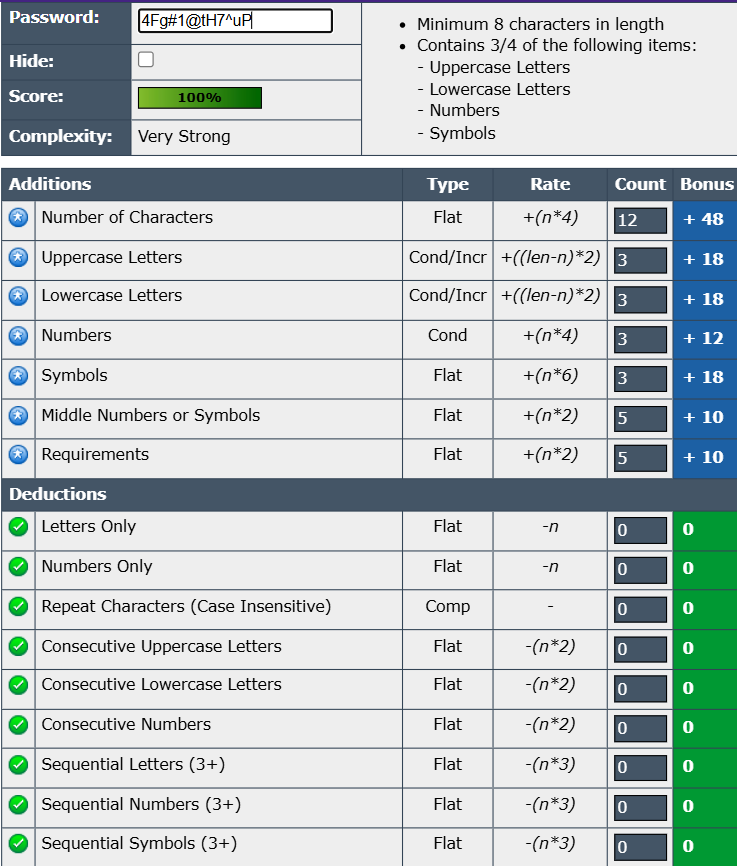 Password: 4Fg#1@tH7^uP
Hide:
Score: 100%
Complexity: Very Strong
• Minimum 8 characters in length
• Contains 3/4 of the following items:
- Uppercase Letters
- Lowercase Letters
- Numbers
- Symbols
Additions Type Rate Count Bonus
Number of Characters Flat +(n*4) 12 + 48
Uppercase Letters Cond/Incr +((len-n)*2) 3 + 18
Lowercase Letters Cond/Incr +((len-n)*2) 3 + 18
Numbers Cond +(n*4) 3 + 12
Symbols Flat +(n*6) 3 + 18
Middle Numbers or Symbols Flat +(n*2) 5 + 10
Requirements Flat +(n*2) 5 + 10
Deductions
Letters Only Flat -n 0 0
Numbers Only Flat -n 0 0
Repeat Characters (Case Insensitive) Comp - 0 0
Consecutive Uppercase Letters Flat -(n*2) 0 0
Consecutive Lowercase Letters Flat -(n*2) 0 0
Consecutive Numbers Flat -(n*2) 0 0
Sequential Letters (3+) Flat -(n*3) 0 0
Sequential Numbers (3+) Flat -(n*3) 0 0
Sequential Symbols (3+) Flat -(n*3) 0 0